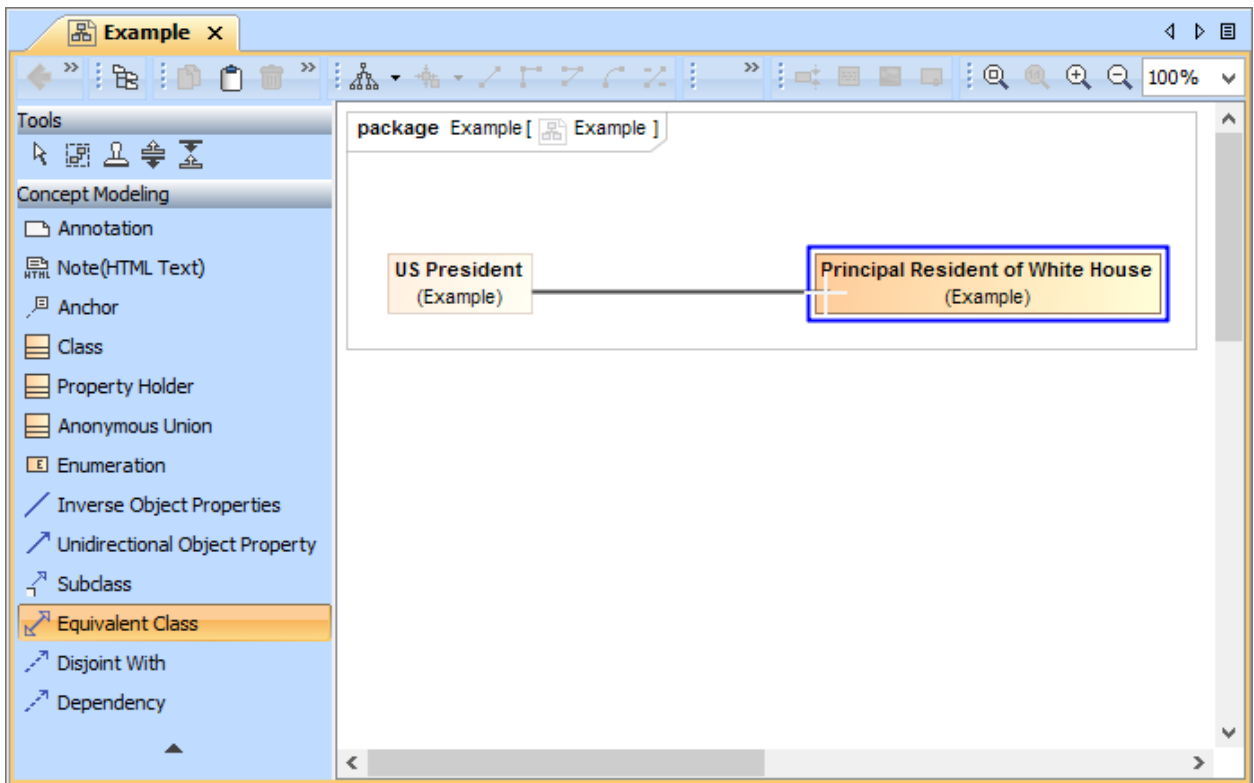 Example
100%
Tools
Concept Modeling
Annotation
Note(HTML Text)
Anchor
Class
Property Holder
Anonymous Union
Enumeration
Inverse Object Properties
Unidirectional Object Property
Subclass
Equivalent Class
Disjoint With
Dependency
package Example [ Example ]
US President
(Example)
Principal Resident of White House
(Example)